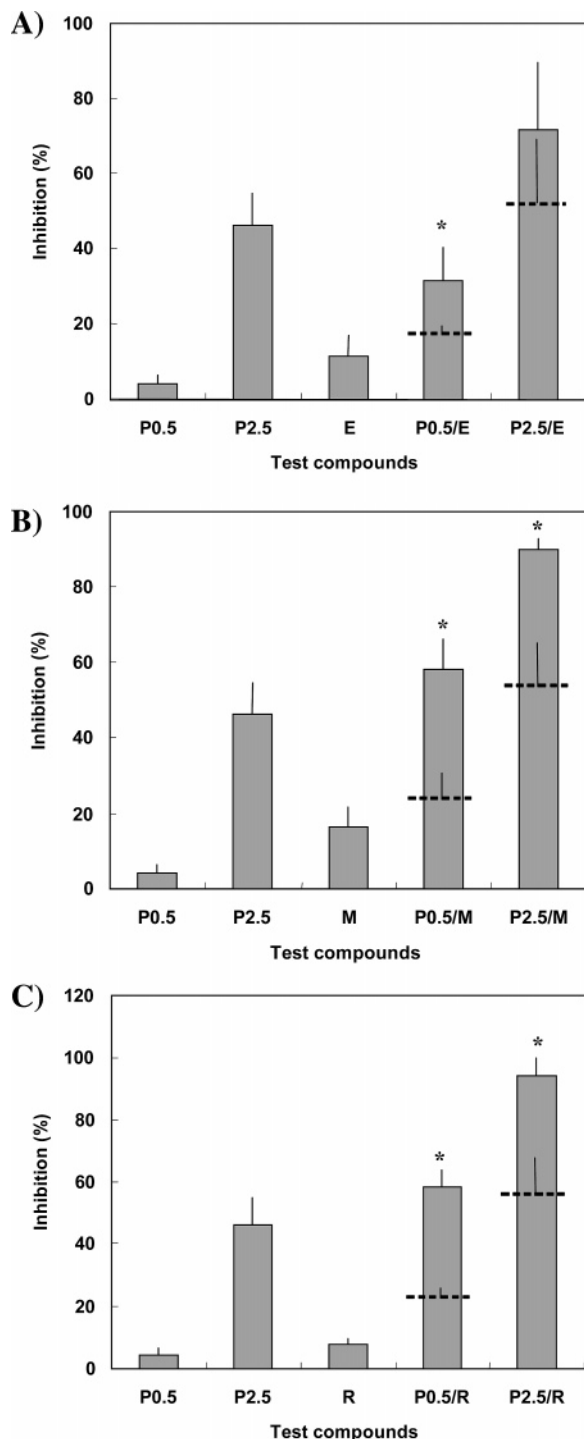 A)
100
80
60
40
20
0
Inhibition (%)
*
P0.5 P2.5 E P0.5/E P2.5/E
Test compounds
B)
100
80
60
40
20
0
Inhibition (%)
*
*
P0.5 P2.5 M P0.5/M P2.5/M
Test compounds
C)
120
100
80
60
40
20
0
Inhibition (%)
*
*
P0.5 P2.5 R P0.5/R P2.5/R
Test compounds